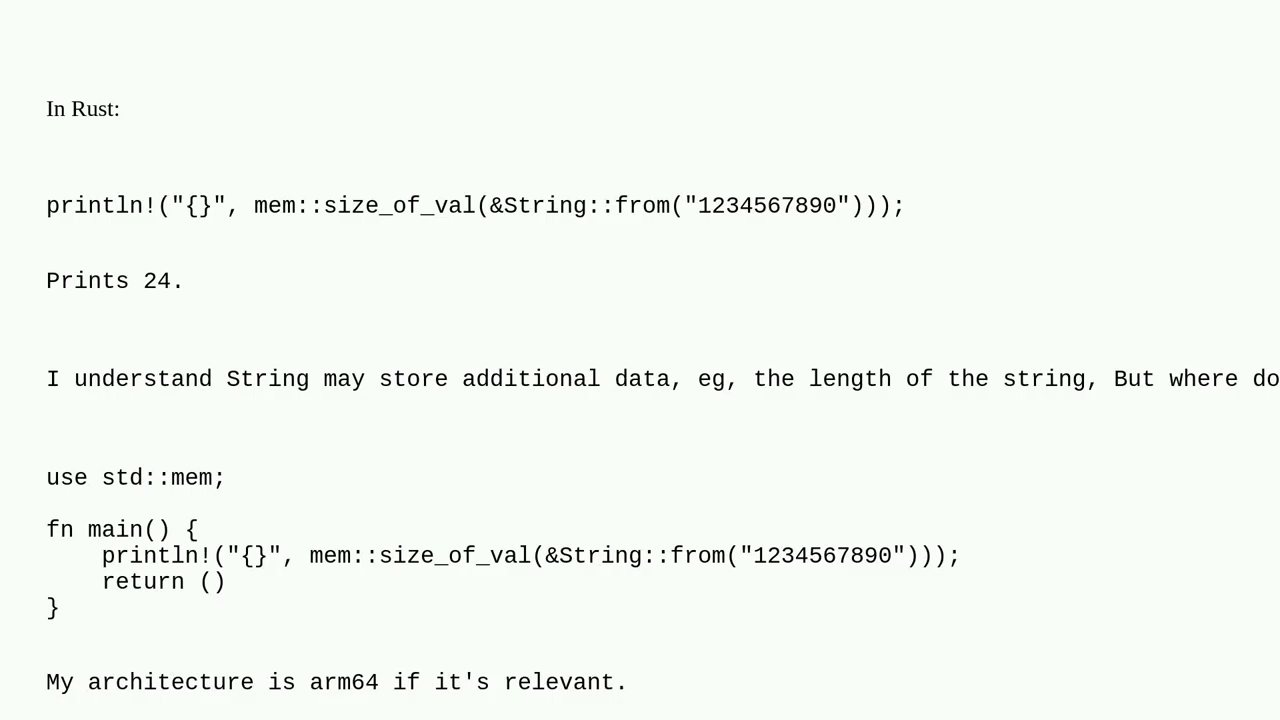 In Rust:
println!("{}", mem::size_of_val(&String::from("1234567890")));
Prints 24.
I understand String may store additional data, eg, the length of the string, But where do
use std::mem;
fn main() {
    println!("{}", mem::size_of_val(&String::from("1234567890")));
    return ()
}
My architecture is arm64 if it's relevant.